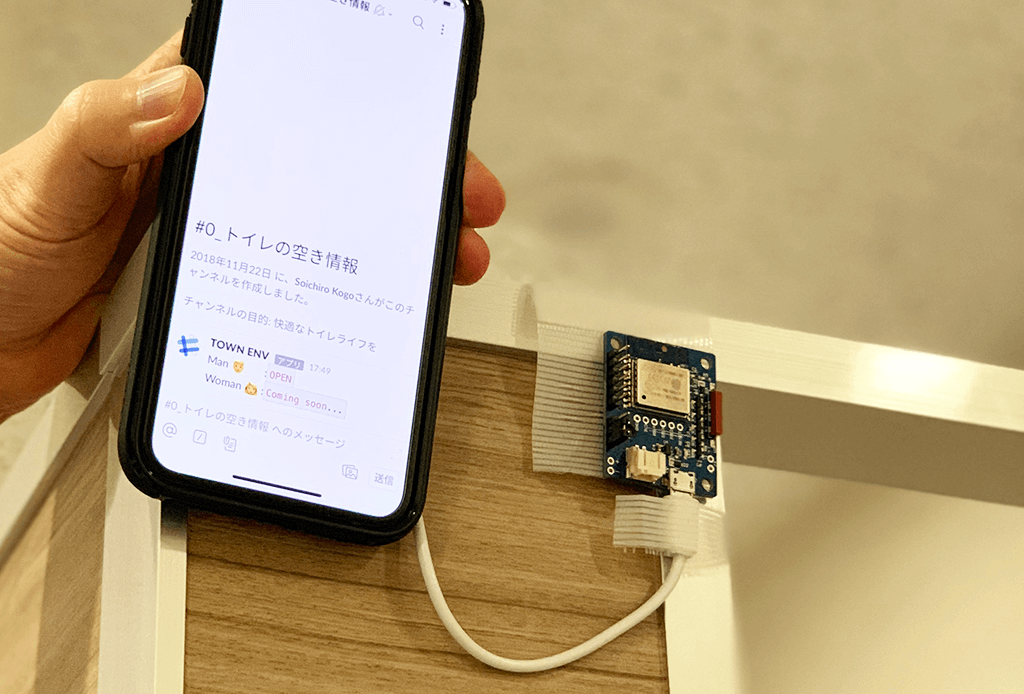 空き情報
#0_トイレの空き情報
2018年11月22日 に、Soichiro Kogoさんがこのチ
ャンネルを作成しました。
チャンネルの目的: 快適なトイレライフを
TOWN ENV アプリ 17:49
Man 👨 :OPEN
Woman 👩 :Coming soon...
#0_トイレの空き情報 へのメッセージ
@
/
送信